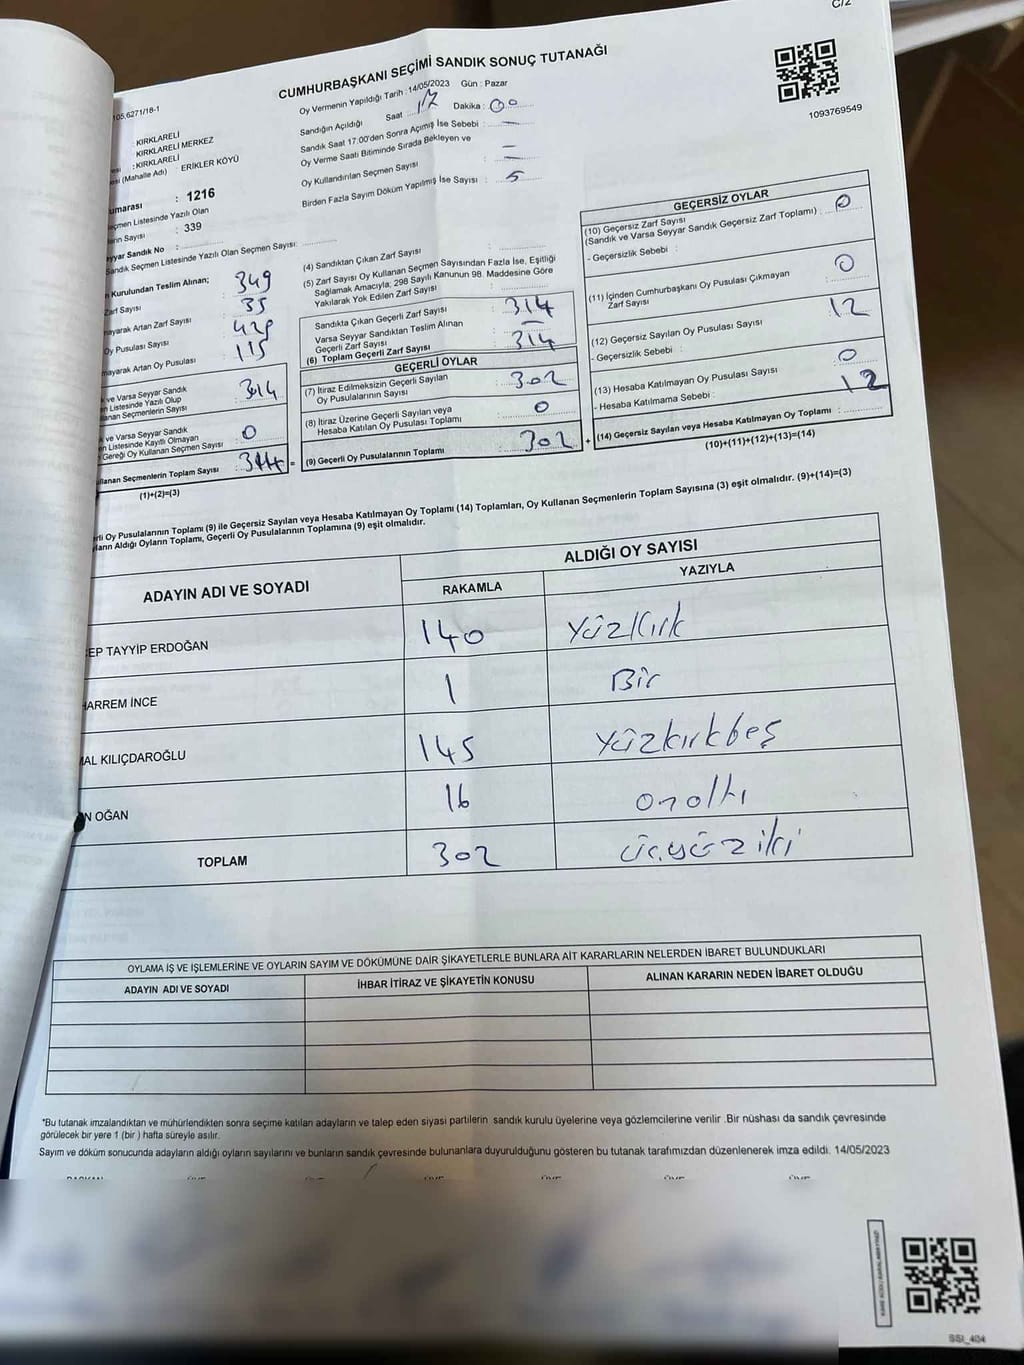 C/2
CUMHURBAŞKANI SEÇİMİ SANDIK SONUÇ TUTANAĞI
Oy Vermenin Yapıldığı Tarih : 14/05/2023 Gün : Pazar
Sandığın Açıldığı Saat : 17 Dakika : 00
Sandık Saat 17:00'den Sonra Açımış İse Sebebi : —
Oy Verme Saati Bitiminde Sırada Bekleyen ve
Oy Kullandırılan Seçmen Sayısı : —
Birden Fazla Sayım Döküm Yapılmış İse Sayısı : 5
1093769549
105,6271/18-1
KIRKLARELİ
: KIRKLARELİ MERKEZ
: KIRKLARELİ
(Mahalle Adı) : ERİKLER KÖYÜ
: 1216
Listesinde Yazılı Olan
Sayısı : 339
Sandık No :
Sandık Seçmen Listesinde Yazılı Olan Seçmen Sayısı:
Kurulundan Teslim Alınan;
Zarf Sayısı 349
Artan Zarf Sayısı 35
Oy Pusulası Sayısı
Artan Oy Pusulası 115
ve Varsa Seyyar Sandık
Listesinde Yazılı Olup
Seçmenlerin Sayısı 314
ve Varsa Seyyar Sandık
Listesinde Kayıtlı Olmayan
Gereği Oy Kullanan Seçmen Sayısı 0
Seçmenlerin Toplam Sayısı
(1)+(2)=(3)
(4) Sandıktan Çıkan Zarf Sayısı :
(5) Zarf Sayısı Oy Kullanan Seçmen Sayısından Fazla İse, Eşitliği
Sağlamak Amacıyla; 298 Sayılı Kanunun 98. Maddesine Göre
Yakılarak Yok Edilen Zarf Sayısı :
Sandıkta Çıkan Geçerli Zarf Sayısı : 314
Varsa Seyyar Sandıktan Teslim Alınan
Geçerli Zarf Sayısı : —
(6) Toplam Geçerli Zarf Sayısı : 314
GEÇERLİ OYLAR
(7) İtiraz Edilmeksizin Geçerli Sayılan
Oy Pusulalarının Sayısı : 302
(8) İtiraz Üzerine Geçerli Sayılan veya
Hesaba Katılan Oy Pusulası Toplamı : 0
(9) Geçerli Oy Pusulalarının Toplamı : 302
GEÇERSİZ OYLAR
(10) Geçersiz Zarf Sayısı
(Sandık ve Varsa Seyyar Sandık Geçersiz Zarf Toplamı) : 0
- Geçersizlik Sebebi :
(11) İçinden Cumhurbaşkanı Oy Pusulası Çıkmayan
Zarf Sayısı : 0
(12) Geçersiz Sayılan Oy Pusulası Sayısı : 12
- Geçersizlik Sebebi :
(13) Hesaba Katılmayan Oy Pusulası Sayısı : 0
- Hesaba Katılmama Sebebi :
(14) Geçersiz Sayılan veya Hesaba Katılmayan Oy Toplamı : 12
(10)+(11)+(12)+(13)=(14)
Oy Pusulalarının Toplamı (9) ile Geçersiz Sayılan veya Hesaba Katılmayan Oy Toplamı (14) Toplamları, Oy Kullanan Seçmenlerin Toplam Sayısına (3) eşit olmalıdır. (9)+(14)=(3)
Aldığı Oyların Toplamı, Geçerli Oy Pusulalarının Toplamına (9) eşit olmalıdır.
ADAYIN ADI VE SOYADI ALDIĞI OY SAYISI
RAKAMLA YAZIYLA
EP TAYYİP ERDOĞAN 140 Yüzkırk
ARREM İNCE 1 Bir
AL KILIÇDAROĞLU 145 Yüzkırkbeş
N OĞAN 16 onaltı
TOPLAM 302 üçyüziki
OYLAMA İŞ VE İŞLEMLERİNE VE OYLARIN SAYIM VE DÖKÜMÜNE DAİR ŞİKAYETLERLE BUNLARA AİT KARARLARIN NELERDEN İBARET BULUNDUKLARI
ADAYIN ADI VE SOYADI İHBAR İTİRAZ VE ŞİKAYETİN KONUSU ALINAN KARARIN NEDEN İBARET OLDUĞU
*Bu tutanak imzalandıktan ve mühürlendikten sonra seçime katılan adayların ve talep eden siyasi partilerin sandık kurulu üyelerine veya gözlemcilerine verilir .Bir nüshası da sandık çevresinde
görülecek bir yere 1 (bir ) hafta süreyle asılır.
Sayım ve döküm sonucunda adayların aldığı oyların sayılarını ve bunların sandık çevresinde bulunanlara duyurulduğunu gösteren bu tutanak tarafımızdan düzenlenerek imza edildi. 14/05/2023
SSI_404